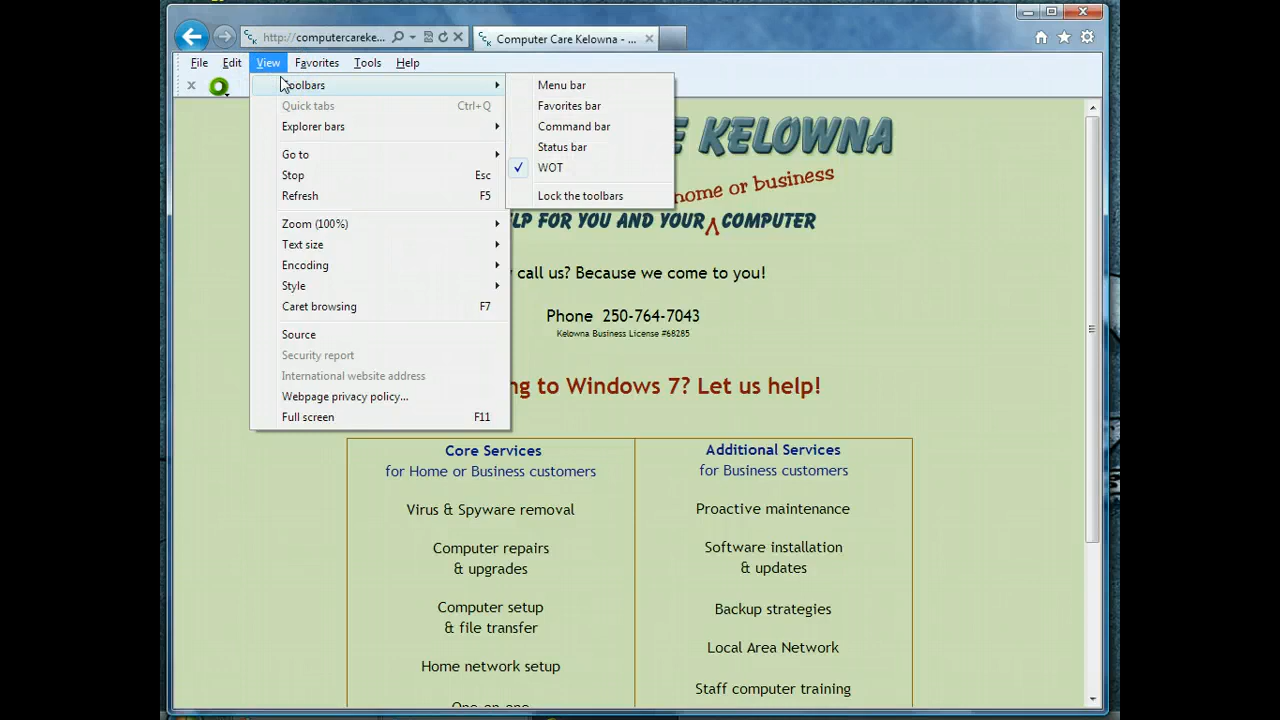 http://computercareke...
Computer Care Kelowna - ...
File Edit View Favorites Tools Help
Toolbars
Quick tabs Ctrl+Q
Explorer bars
Go to
Stop Esc
Refresh F5
Zoom (100%)
Text size
Encoding
Style
Caret browsing F7
Source
Security report
International website address
Webpage privacy policy...
Full screen F11
Menu bar
Favorites bar
Command bar
Status bar
WOT
Lock the toolbars
KELOWNA
home or business
FOR YOU AND YOUR COMPUTER
call us? Because we come to you!
Phone 250-764-7043
Kelowna Business License #68285
to Windows 7? Let us help!
Core Services
for Home or Business customers
Virus & Spyware removal
Computer repairs
& upgrades
Computer setup
& file transfer
Home network setup
One-on-one
Additional Services
for Business customers
Proactive maintenance
Software installation
& updates
Backup strategies
Local Area Network
Staff computer training